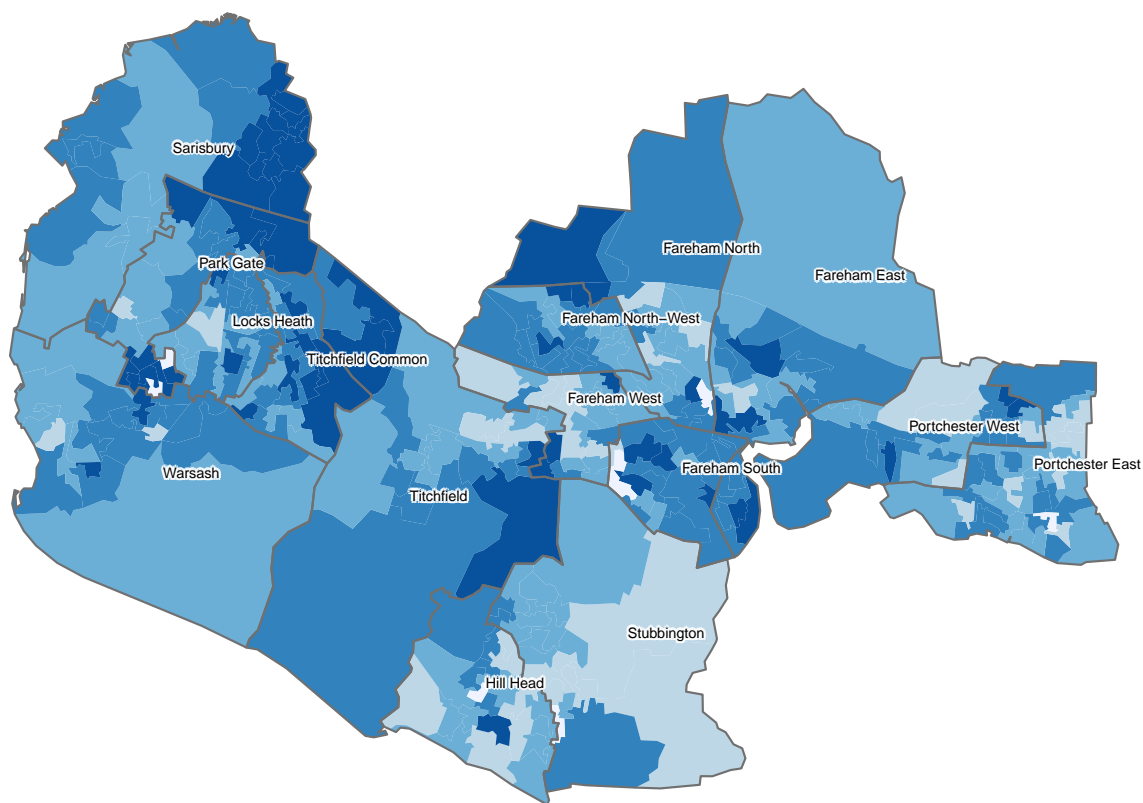 Sarisbury
Fareham North
Park Gate
Fareham East
Fareham North−West
Locks Heath
Titchfield Common
Fareham West
Portchester West
Portchester East
Fareham South
Warsash
Titchfield
Stubbington
Hill Head